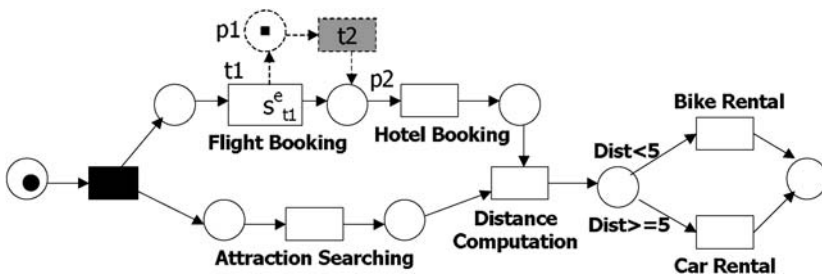 p1
t2
t1
S^e_t1
p2
Flight Booking
Hotel Booking
Bike Rental
Dist<5
Dist>=5
Attraction Searching
Distance
Computation
Car Rental